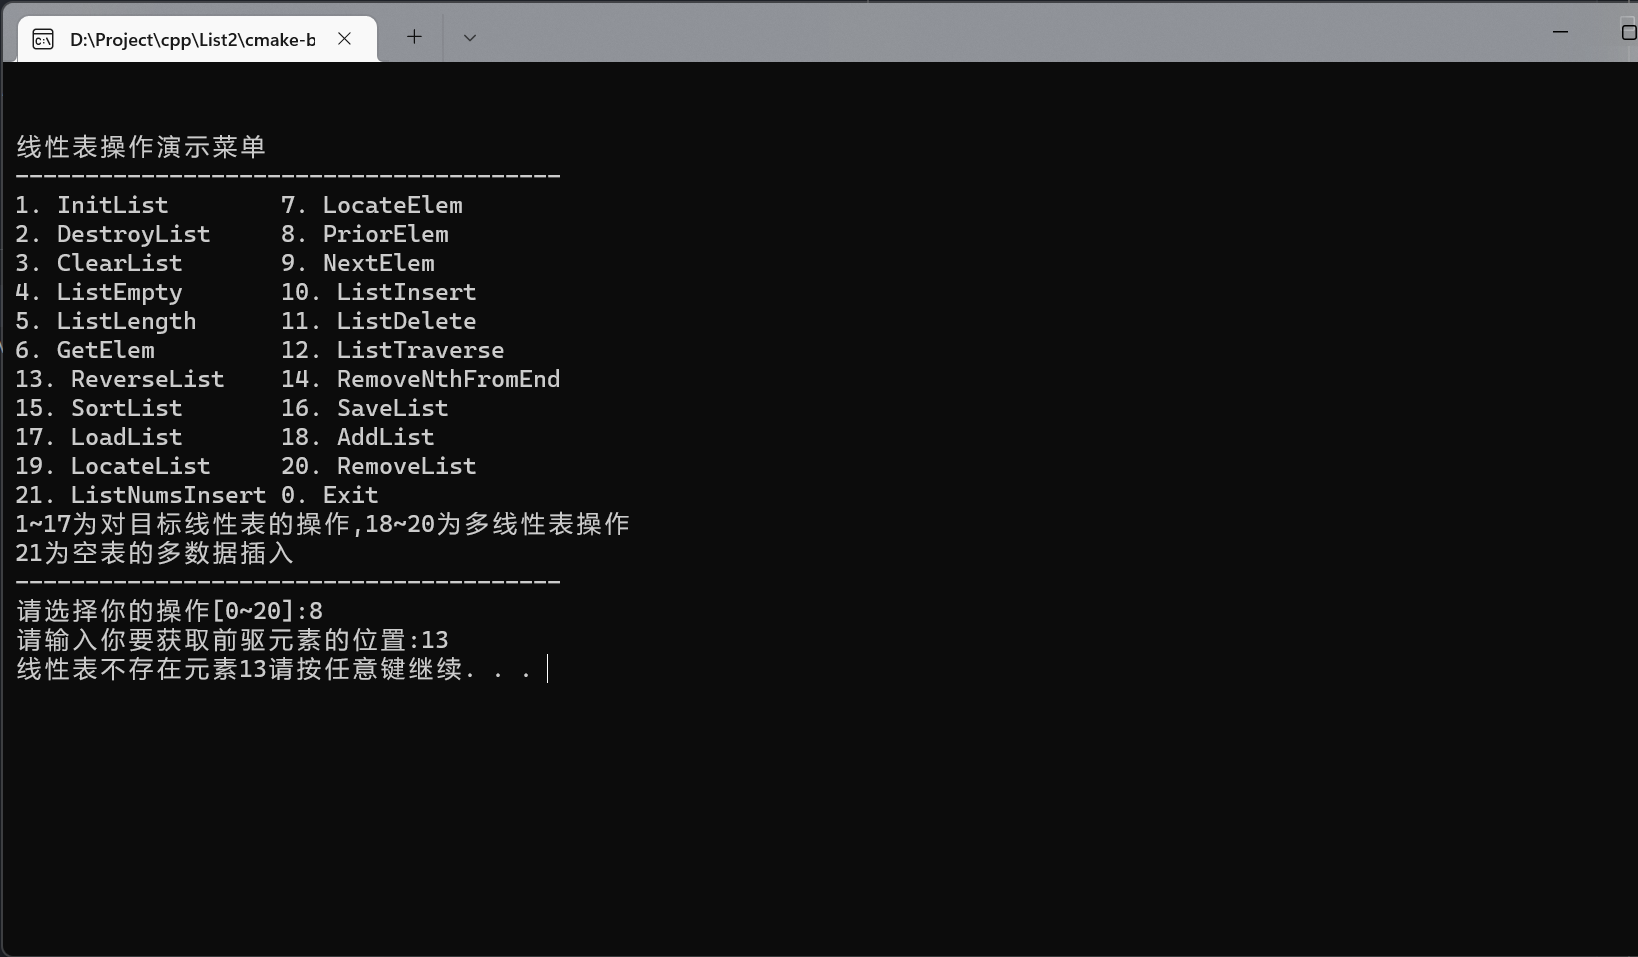 D:\Project\cpp\List2\cmake-b
线性表操作演示菜单
---------------------------------------
1. InitList        7. LocateElem
2. DestroyList     8. PriorElem
3. ClearList       9. NextElem
4. ListEmpty       10. ListInsert
5. ListLength      11. ListDelete
6. GetElem         12. ListTraverse
13. ReverseList    14. RemoveNthFromEnd
15. SortList       16. SaveList
17. LoadList       18. AddList
19. LocateList     20. RemoveList
21. ListNumsInsert 0. Exit
1~17为对目标线性表的操作,18~20为多线性表操作
21为空表的多数据插入
---------------------------------------
请选择你的操作[0~20]:8
请输入你要获取前驱元素的位置:13
线性表不存在元素13请按任意键继续. . .